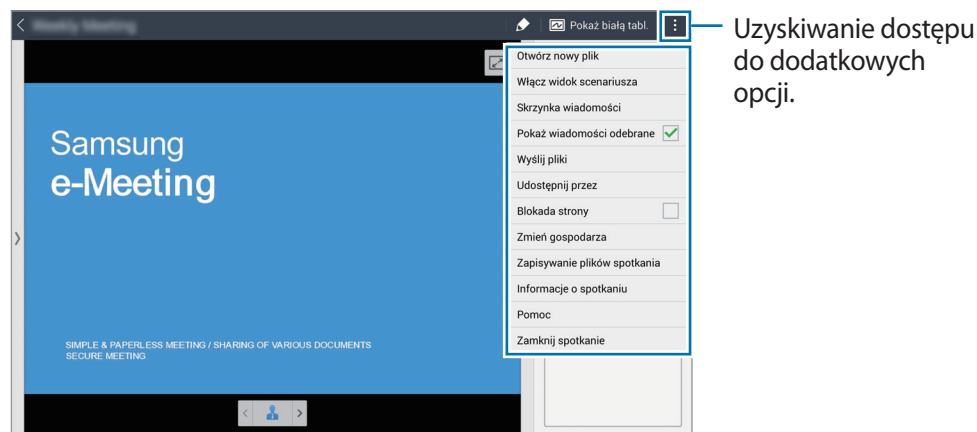 Weekly Meeting
Pokaż białą tabl.
Uzyskiwanie dostępu
do dodatkowych
opcji.
Otwórz nowy plik
Włącz widok scenariusza
Skrzynka wiadomości
Pokaż wiadomości odebrane
Wyślij pliki
Udostępnij przez
Blokada strony
Zmień gospodarza
Zapisywanie plików spotkania
Informacje o spotkaniu
Pomoc
Zamknij spotkanie
Samsung
e-Meeting
SIMPLE & PAPERLESS MEETING / SHARING OF VARIOUS DOCUMENTS
SECURE MEETING